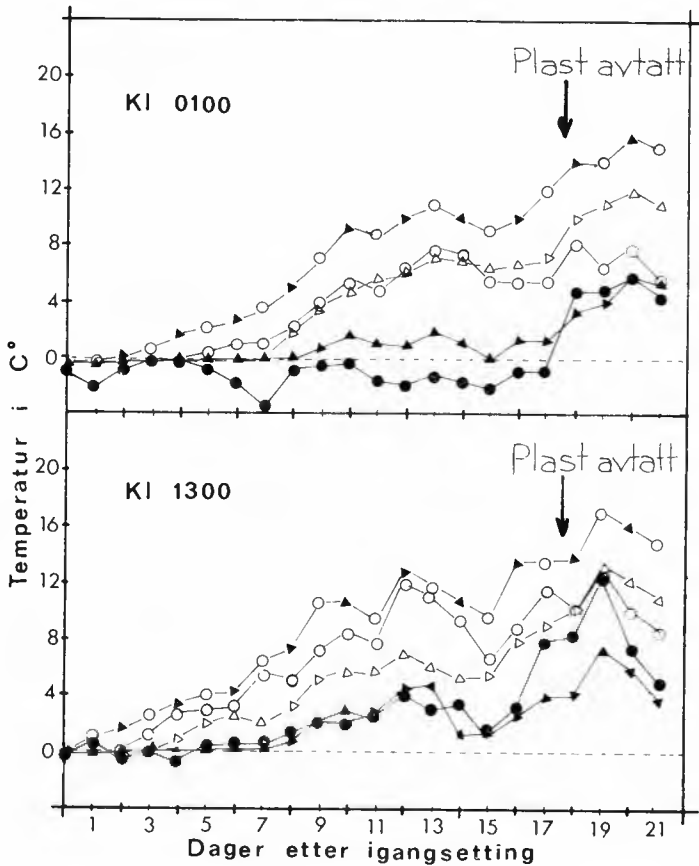 Plast avtatt
Kl 0100
20
16
12
8
4
0
Plast avtatt
Kl 1300
20
16
12
8
4
0
1 3 5 7 9 11 13 15 17 19 21
Dager etter igangsetting
Temperatur i C°